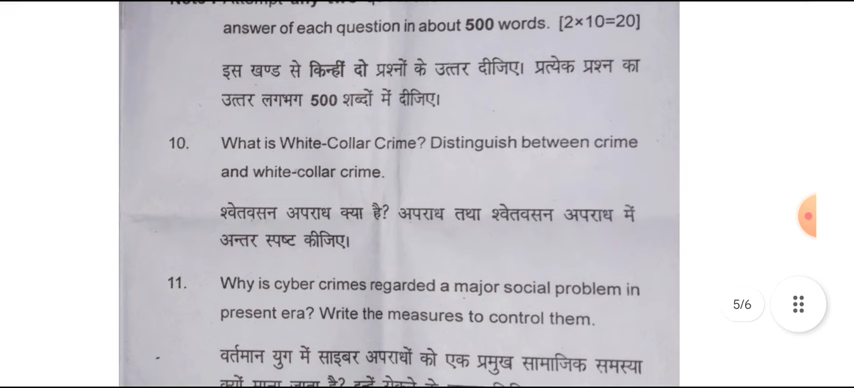 answer of each question in about 500 words. [2×10=20]
इस खण्ड से किन्हीं दो प्रश्नों के उत्तर दीजिए। प्रत्येक प्रश्न का
उत्तर लगभग 500 शब्दों में दीजिए।
10. What is White-Collar Crime? Distinguish between crime
and white-collar crime.
श्वेतवसन अपराध क्या है? अपराध तथा श्वेतवसन अपराध में
अन्तर स्पष्ट कीजिए।
11. Why is cyber crimes regarded a major social problem in
present era? Write the measures to control them.
वर्तमान युग में साइबर अपराधों को एक प्रमुख सामाजिक समस्या
क्यों माना जाता है? इन्हें रोकने के
5/6